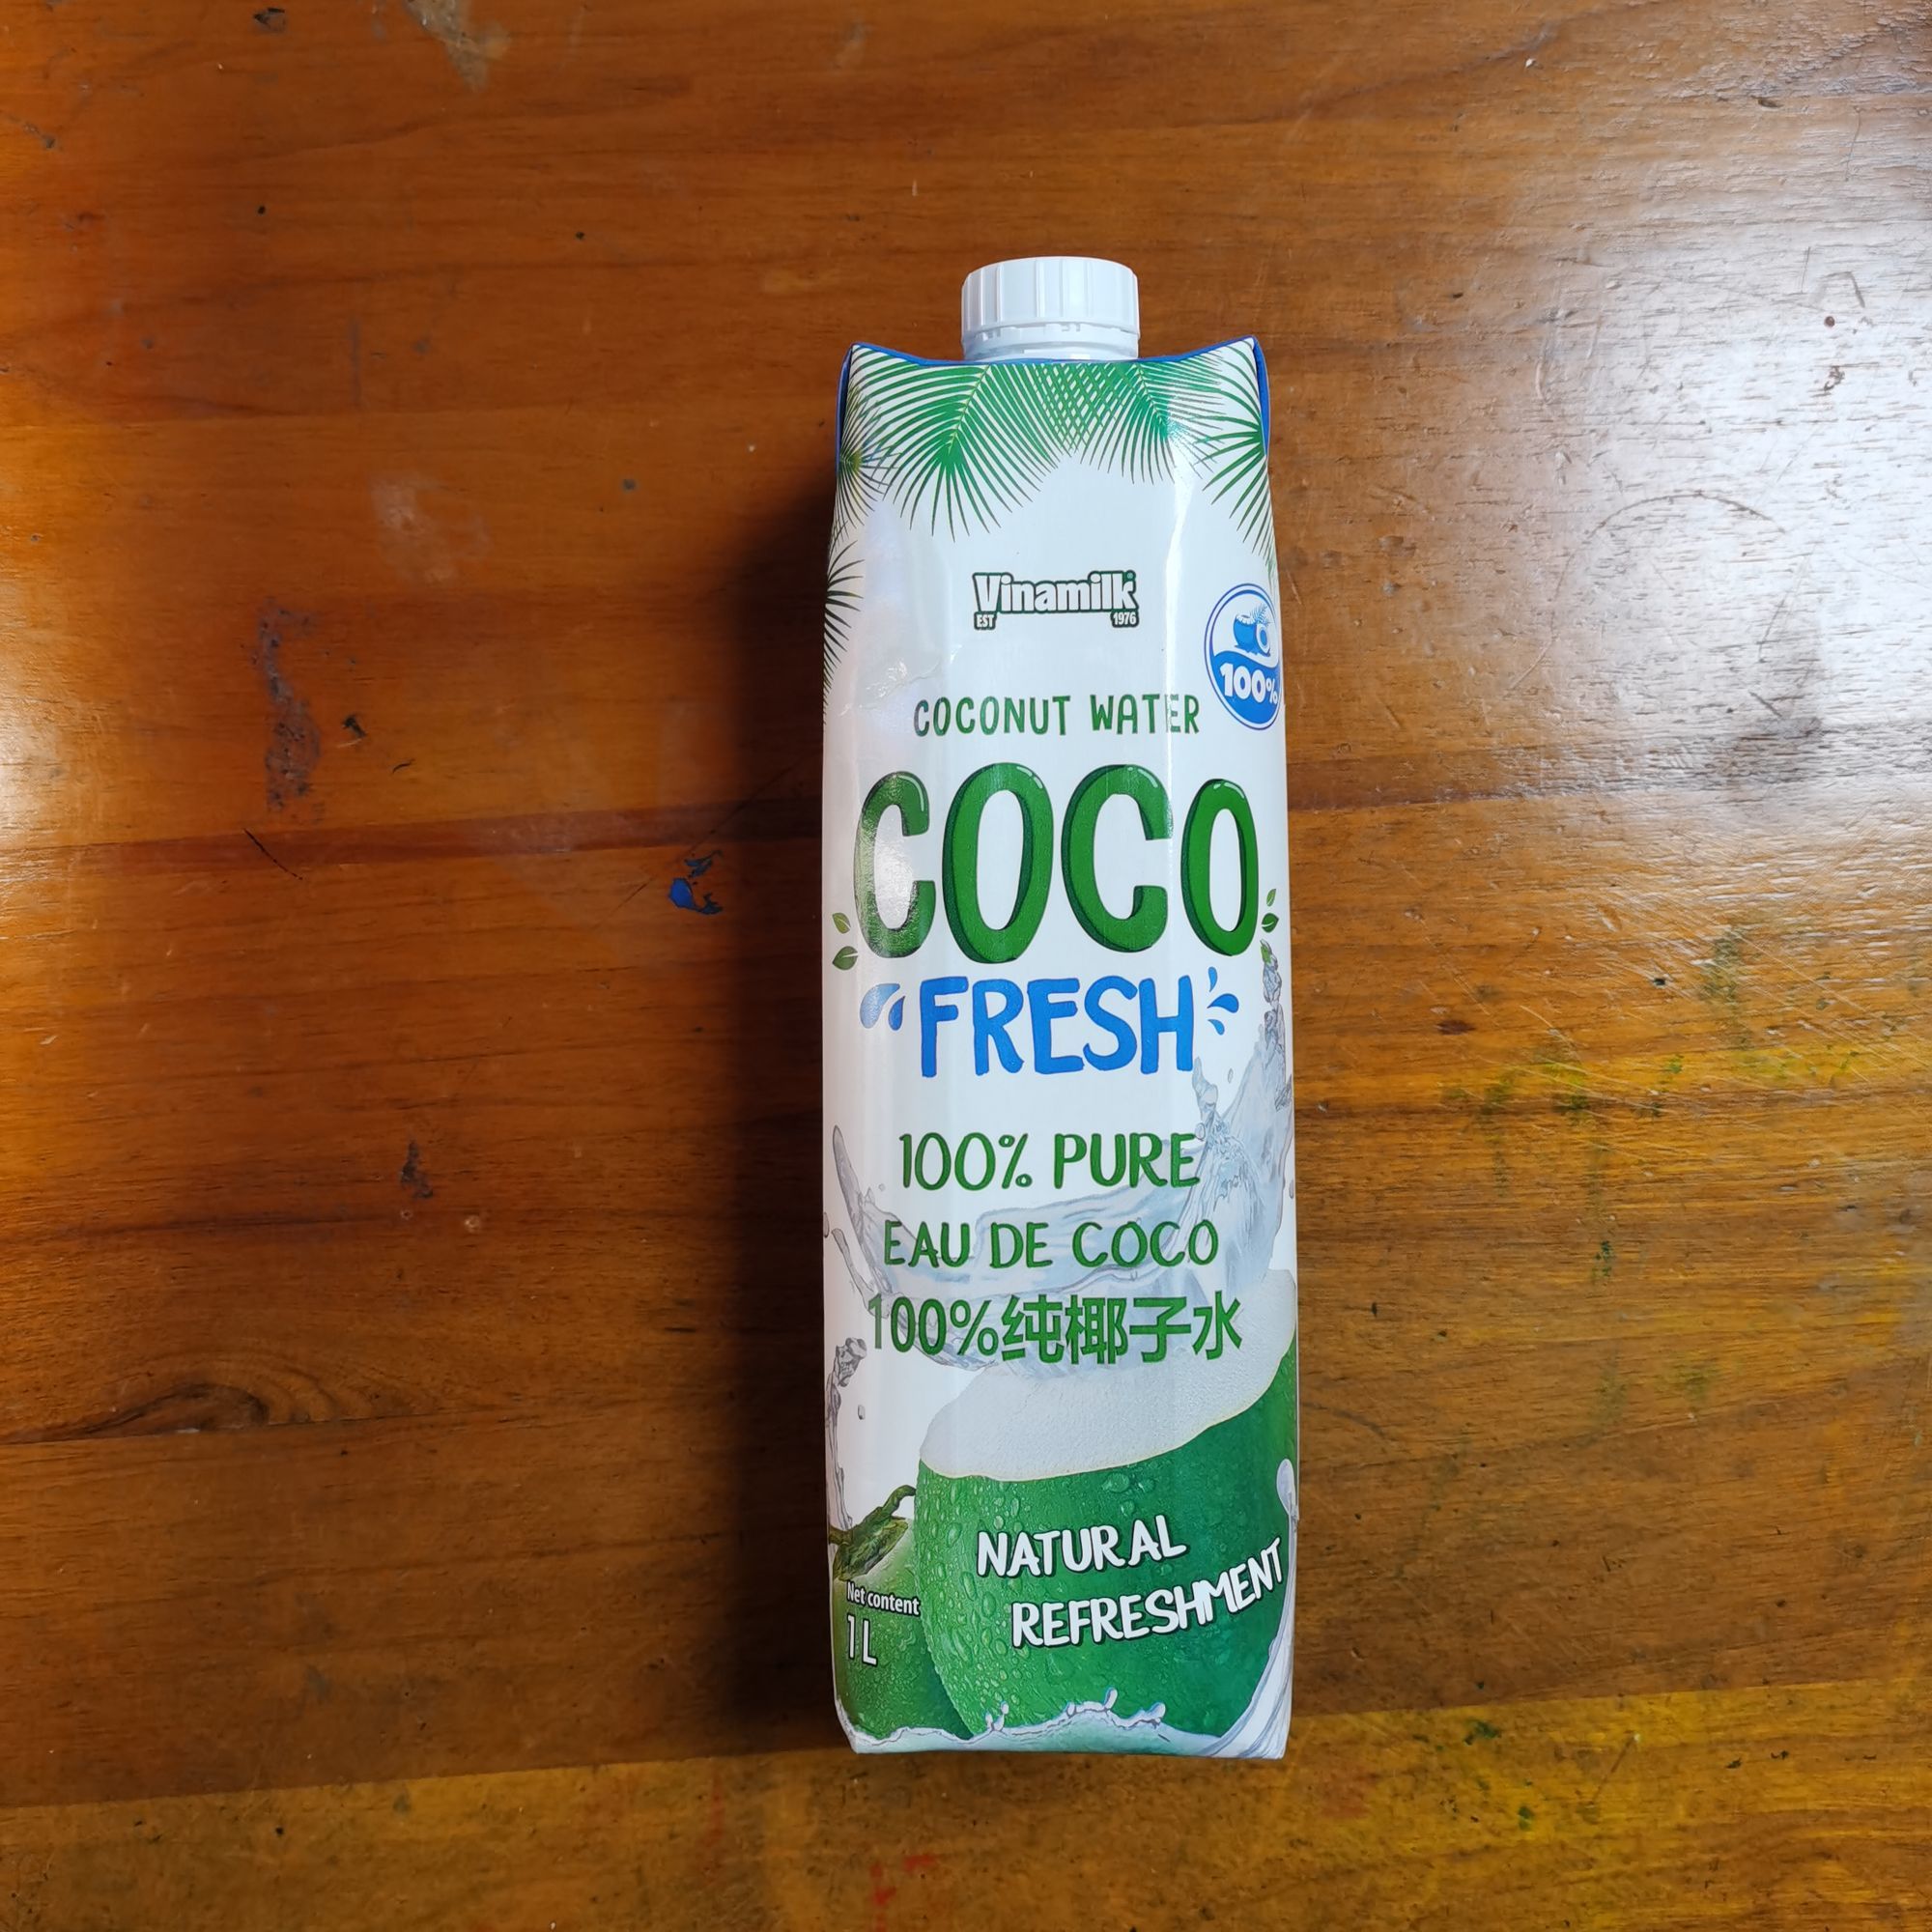 Vinamilk
EST 1976
100%
COCONUT WATER
COCO
FRESH
100% PURE
EAU DE COCO
100%纯椰子水
NATURAL
REFRESHMENT
Net content
1 L